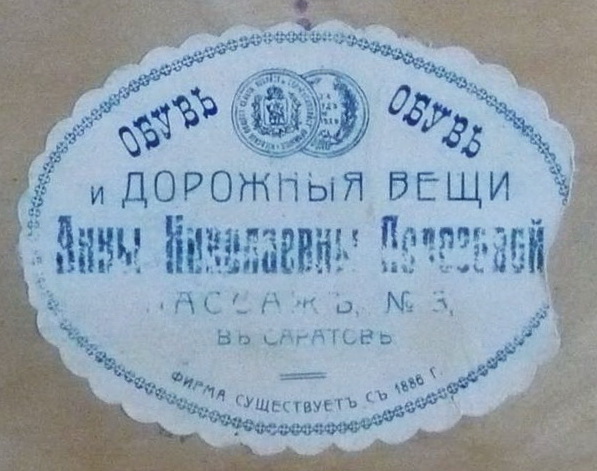 ОБУВЬ ОБУВЬ
и ДОРОЖНЫЯ ВЕЩИ
Анны Николаевны
ПАССАЖЪ, № 3,
ВЪ САРАТОВѢ
ФИРМА СУЩЕСТВУЕТЪ СЪ 1886 Г.